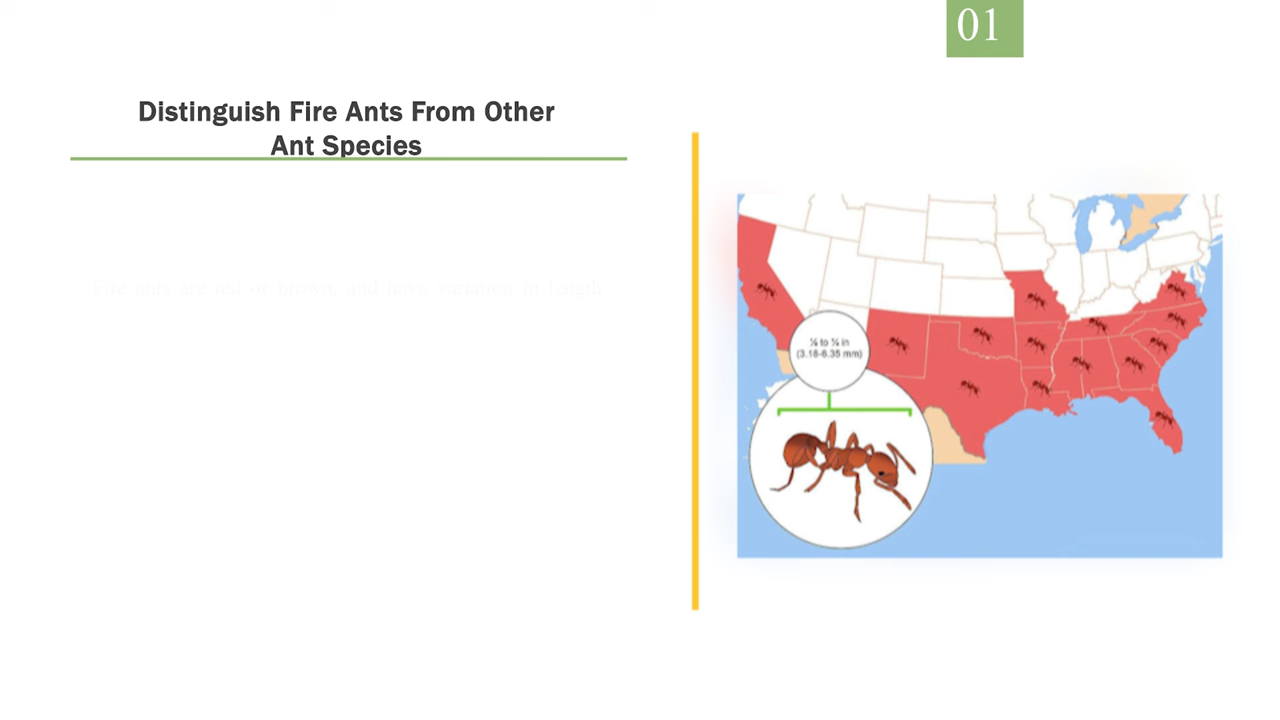 01
Distinguish Fire Ants From Other
Ant Species
Fire ants are red or brown, and have variation in length
⅛ to ¼ in
(3.18-6.35 mm)